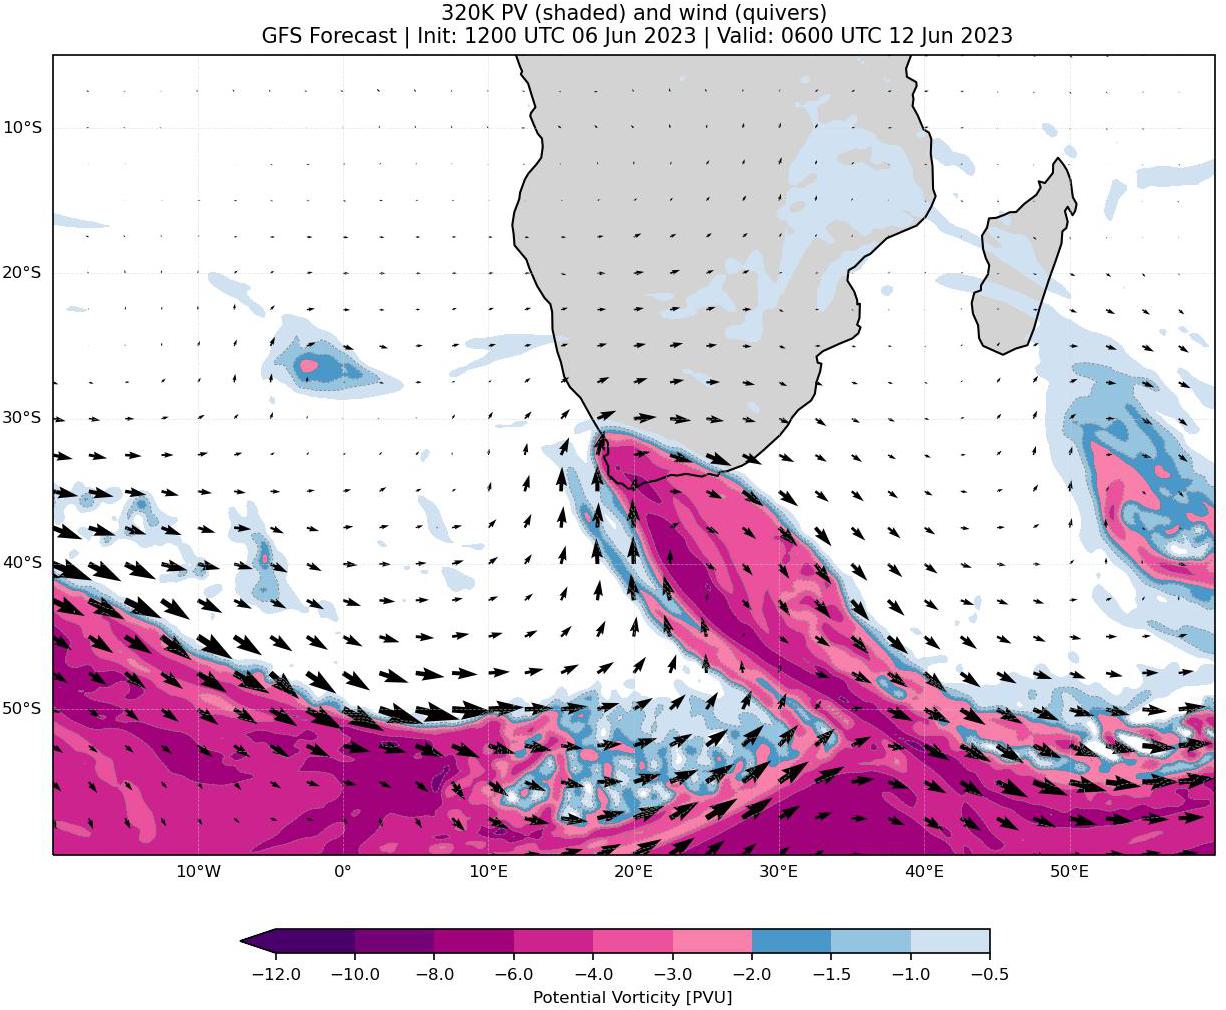 320K PV (shaded) and wind (quivers)
GFS Forecast | Init: 1200 UTC 06 Jun 2023 | Valid: 0600 UTC 12 Jun 2023
10°S
20°S
30°S
40°S
50°S
10°W 0° 10°E 20°E 30°E 40°E 50°E
−12.0 −10.0 −8.0 −6.0 −4.0 −3.0 −2.0 −1.5 −1.0 −0.5
Potential Vorticity [PVU]